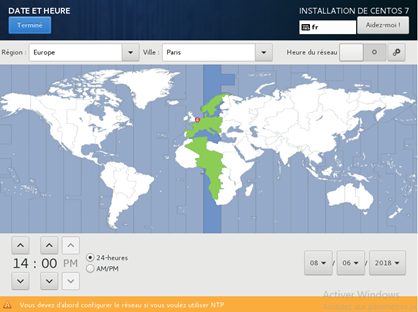 DATE ET HEURE
INSTALLATION DE CENTOS 7
Terminé
fr
Aidez-moi !
Région : Europe Ville : Paris Heure du réseau O
14 : 00 PM
24-heures
AM/PM
08 / 06 / 2018
Activer Windows
Vous devez d'abord configurer le réseau si vous voulez utiliser NTP